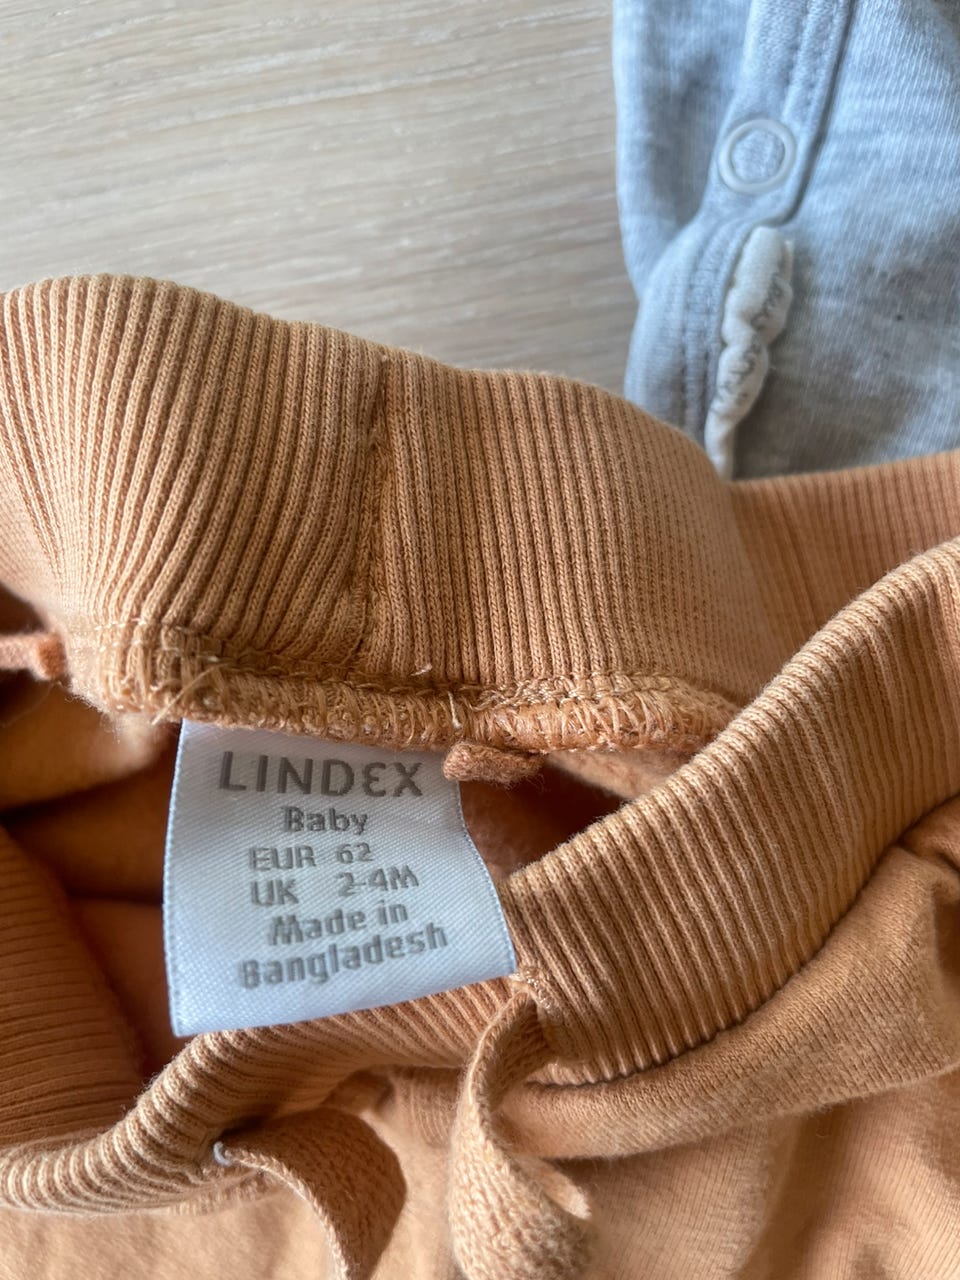 LINDEX
Baby
EUR 62
UK 2-4M
Made in
Bangladesh